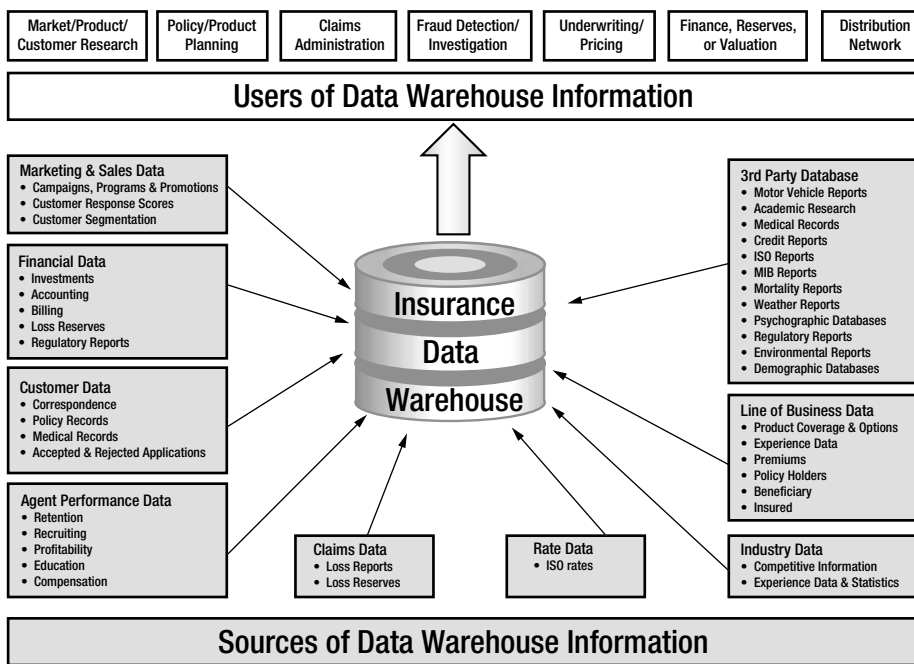 Market/Product/
Customer Research
Policy/Product
Planning
Claims
Administration
Fraud Detection/
Investigation
Underwriting/
Pricing
Finance, Reserves,
or Valuation
Distribution
Network
Users of Data Warehouse Information
Marketing & Sales Data
• Campaigns, Programs & Promotions
• Customer Response Scores
• Customer Segmentation
Financial Data
• Investments
• Accounting
• Billing
• Loss Reserves
• Regulatory Reports
Customer Data
• Correspondence
• Policy Records
• Medical Records
• Accepted & Rejected Applications
Agent Performance Data
• Retention
• Recruiting
• Profitability
• Education
• Compensation
Insurance
Data
Warehouse
Claims Data
• Loss Reports
• Loss Reserves
Rate Data
• ISO rates
3rd Party Database
• Motor Vehicle Reports
• Academic Research
• Medical Records
• Credit Reports
• ISO Reports
• MIB Reports
• Mortality Reports
• Weather Reports
• Psychographic Databases
• Regulatory Reports
• Environmental Reports
• Demographic Databases
Line of Business Data
• Product Coverage & Options
• Experience Data
• Premiums
• Policy Holders
• Beneficiary
• Insured
Industry Data
• Competitive Information
• Experience Data & Statistics
Sources of Data Warehouse Information